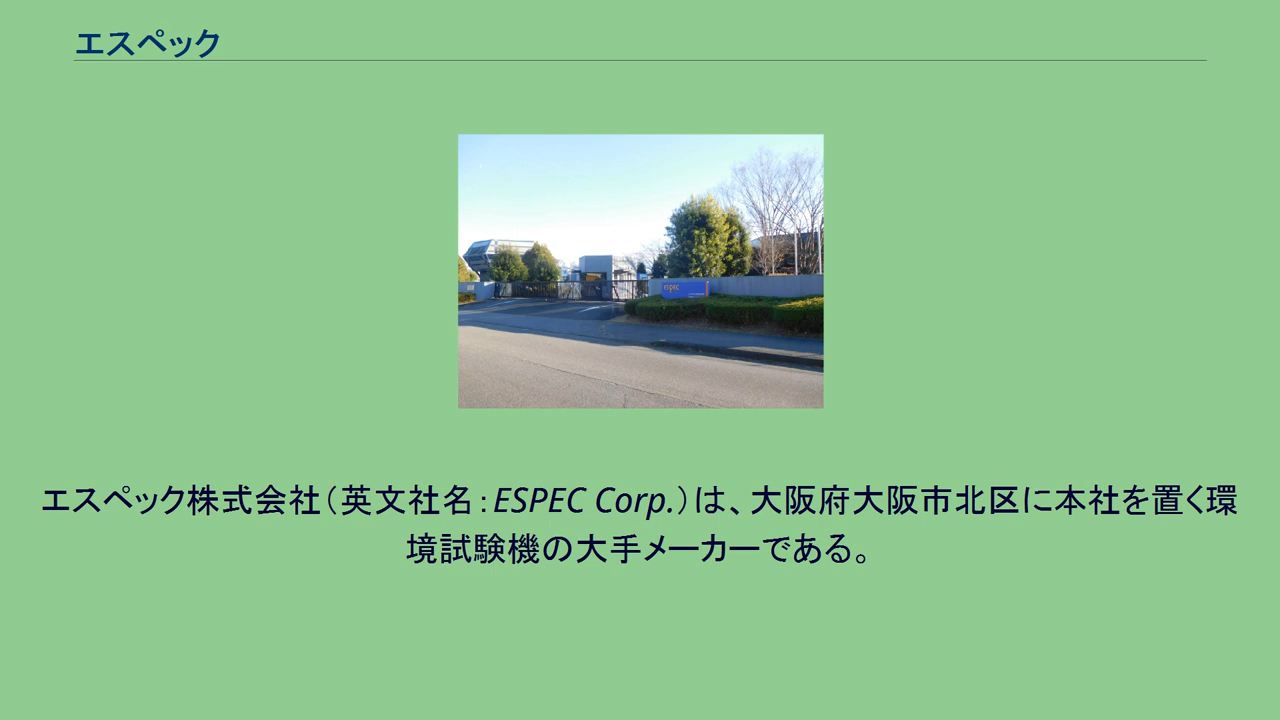 エスペック
ESPEC
エスペック株式会社（英文社名：ESPEC Corp.）は、大阪府大阪市北区に本社を置く環
境試験機の大手メーカーである。